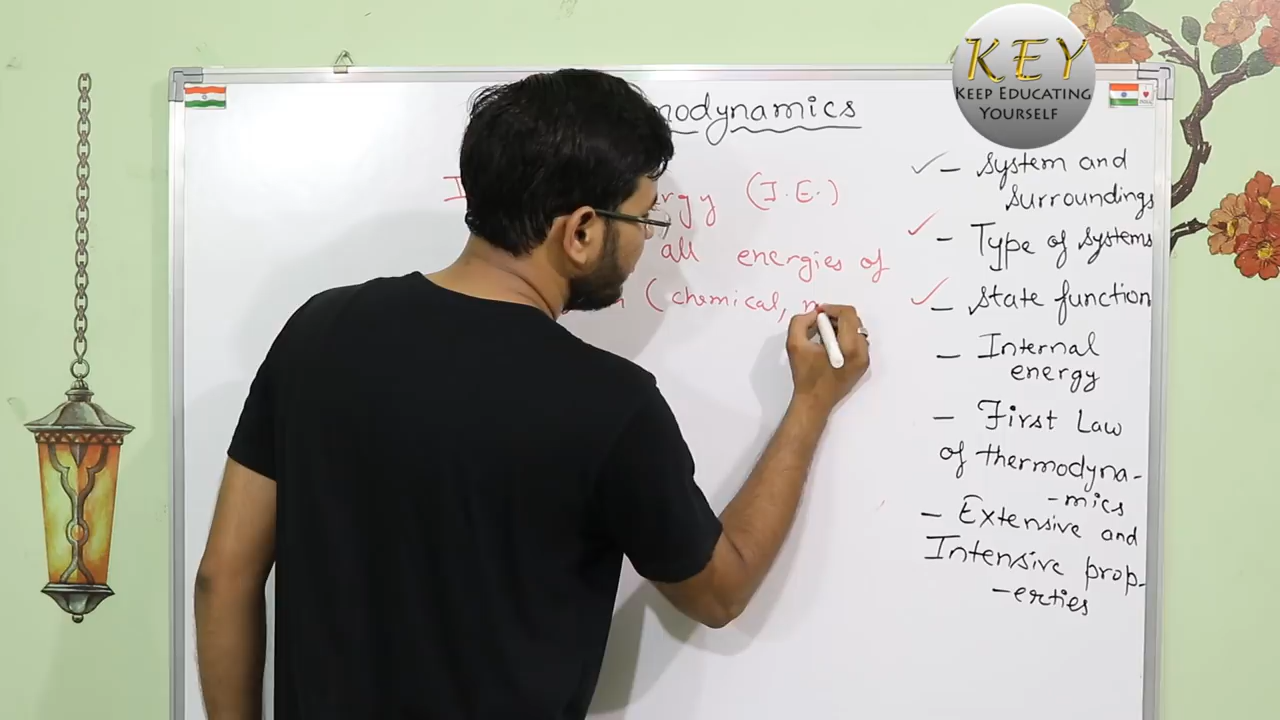 KEY
KEEP EDUCATING
YOURSELF
modynamics
rgy (I.E.)
all energies of
(chemical, m
- System and
surroundings
- Type of systems
- State function
- Internal
energy
- First Law
of thermodyna-
-mics
- Extensive and
Intensive prop-
-erties